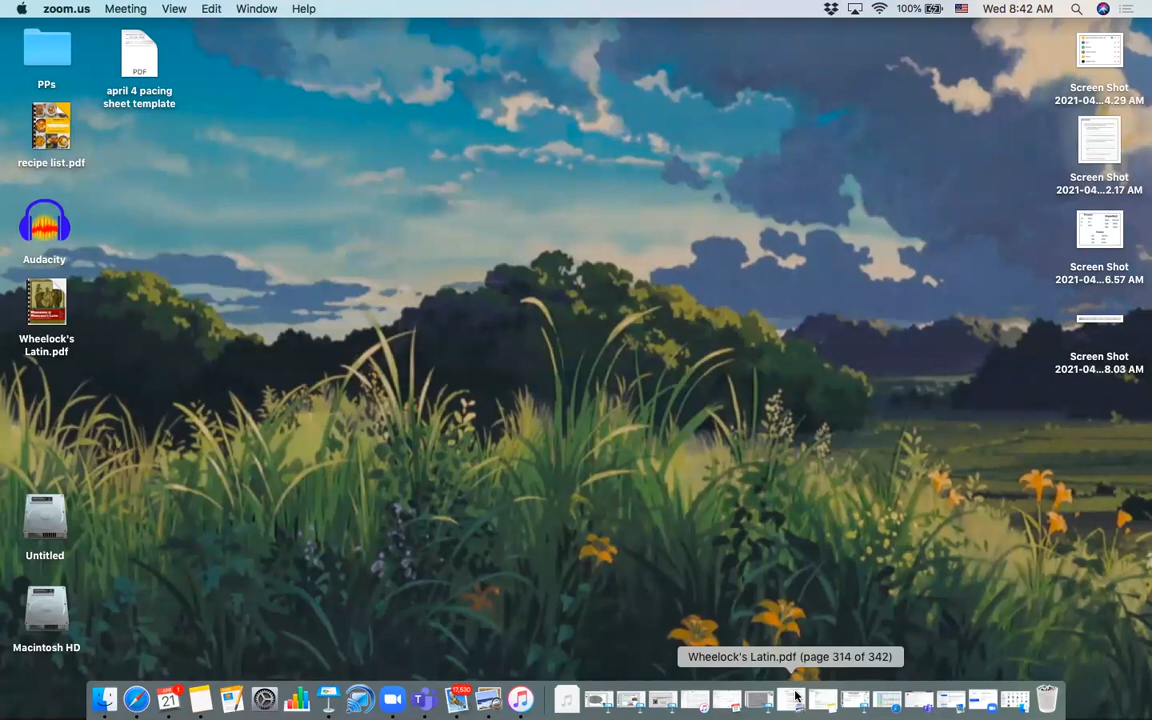 zoom.us Meeting View Edit Window Help 100% Wed 8:42 AM
PPs
april 4 pacing
sheet template
PDF
recipe list.pdf
Audacity
Wheelock's
Latin.pdf
Untitled
Macintosh HD
Screen Shot
2021-04...4.29 AM
Screen Shot
2021-04...2.17 AM
Screen Shot
2021-04...6.57 AM
Screen Shot
2021-04...8.03 AM
Wheelock's Latin.pdf (page 314 of 342)
21
17,530